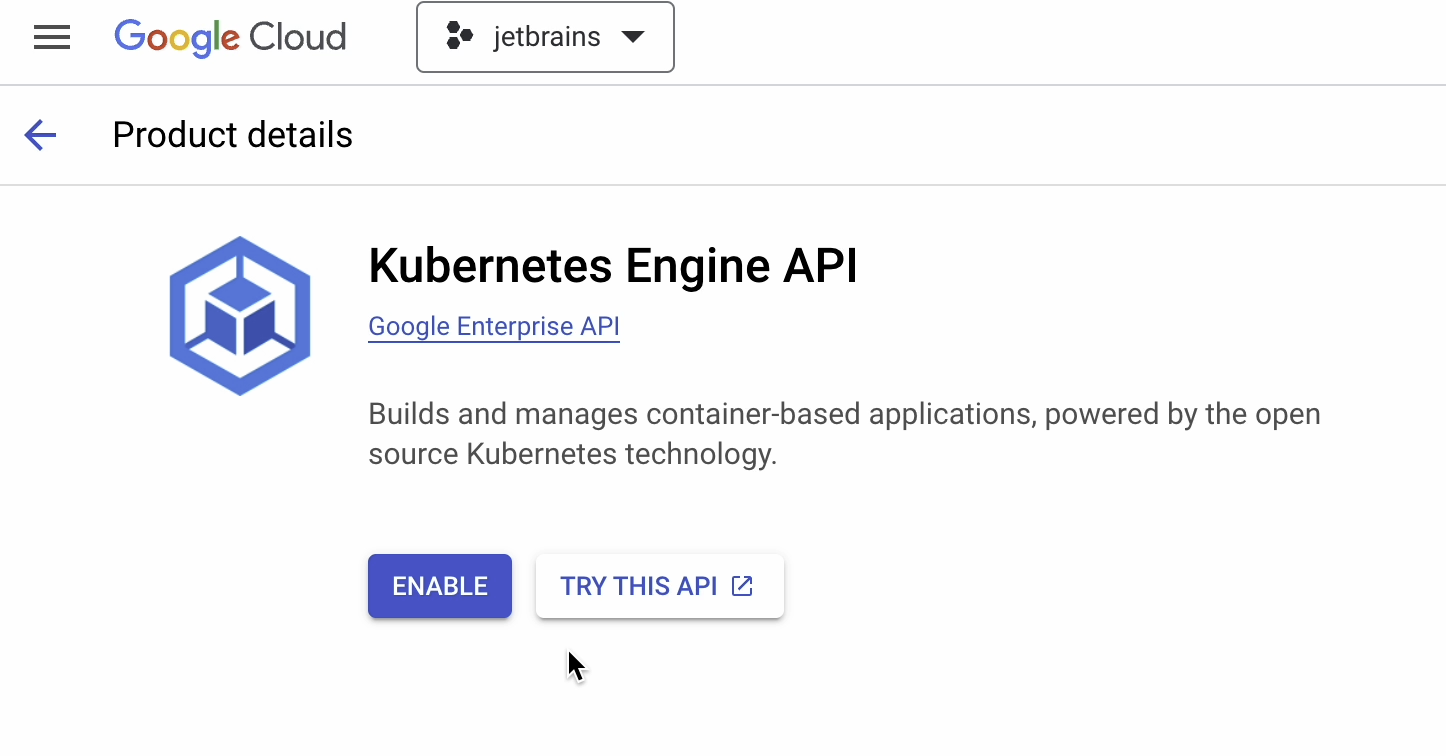 Google Cloud
jetbrains
Product details
Kubernetes Engine API
Google Enterprise API
Builds and manages container-based applications, powered by the open
source Kubernetes technology.
ENABLE
TRY THIS API